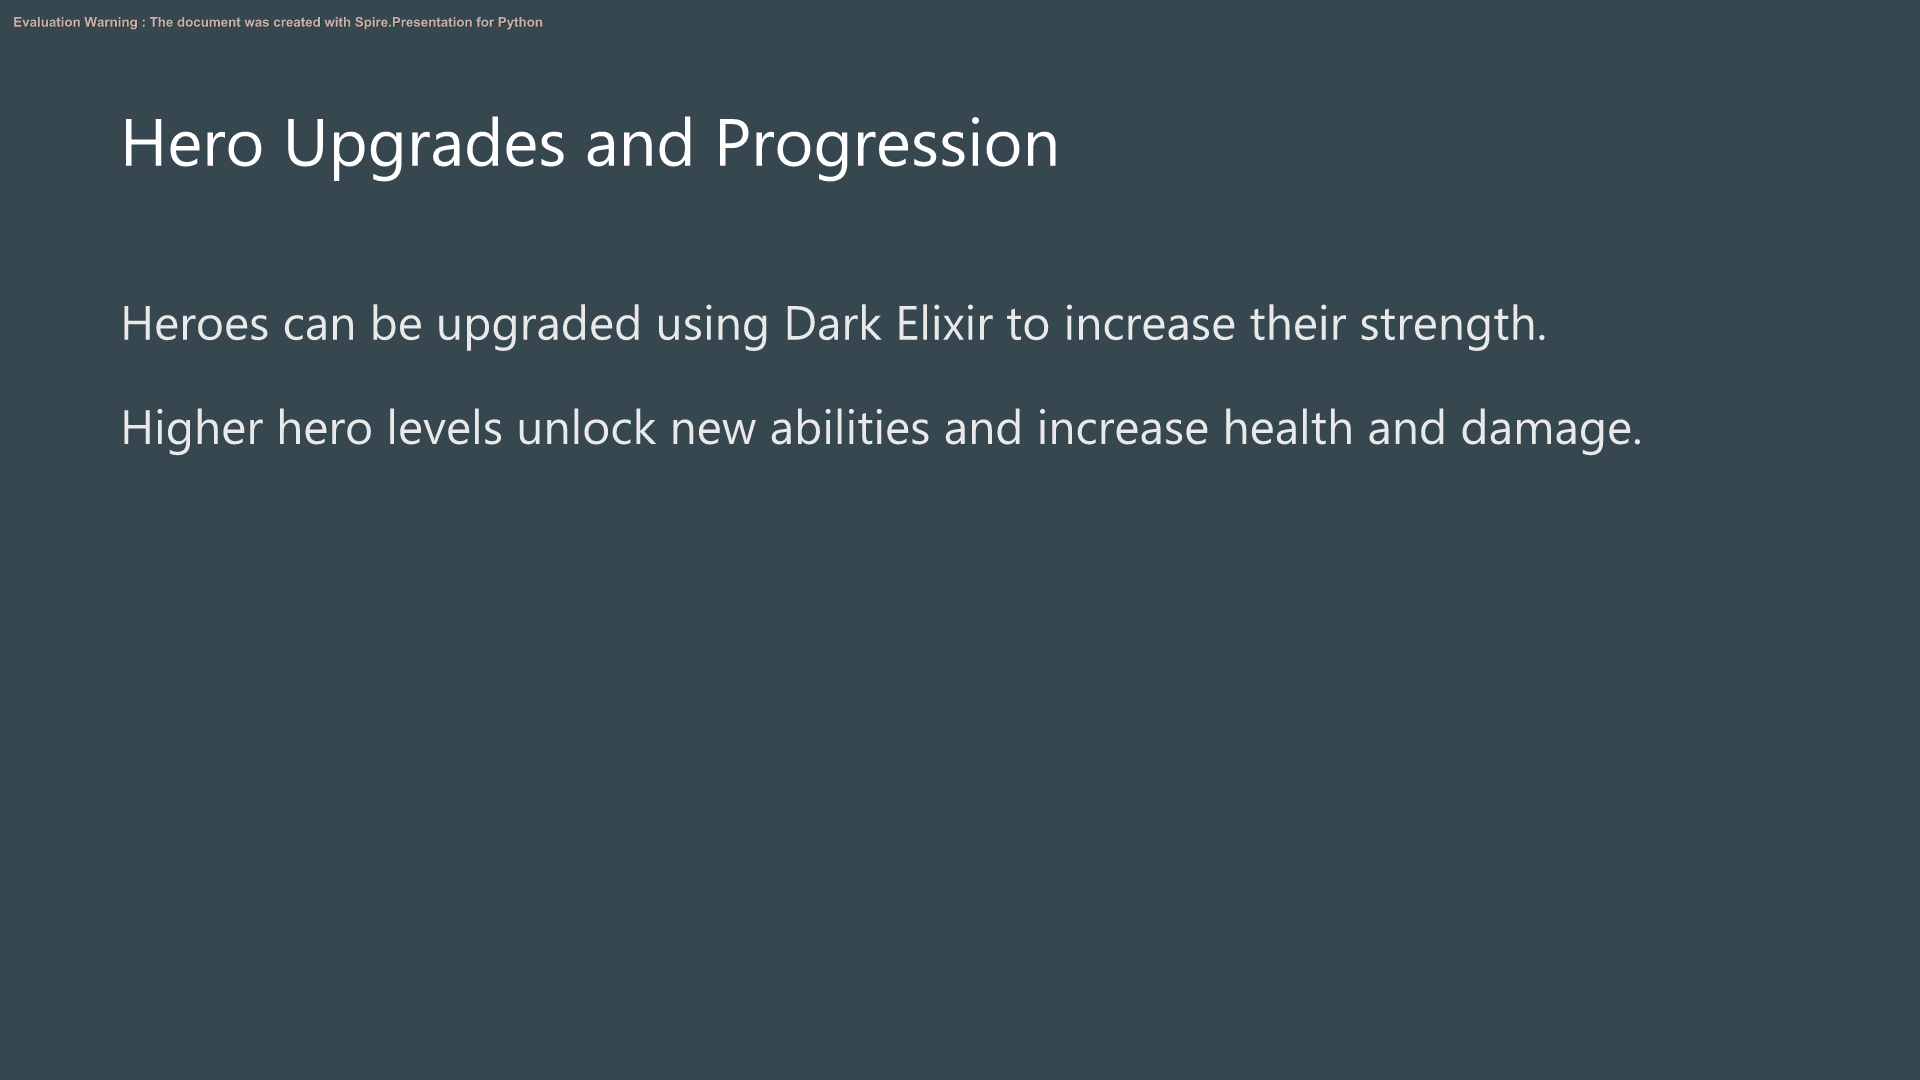 Evaluation Warning : The document was created with Spire.Presentation for Python
Hero Upgrades and Progression
Heroes can be upgraded using Dark Elixir to increase their strength.
Higher hero levels unlock new abilities and increase health and damage.